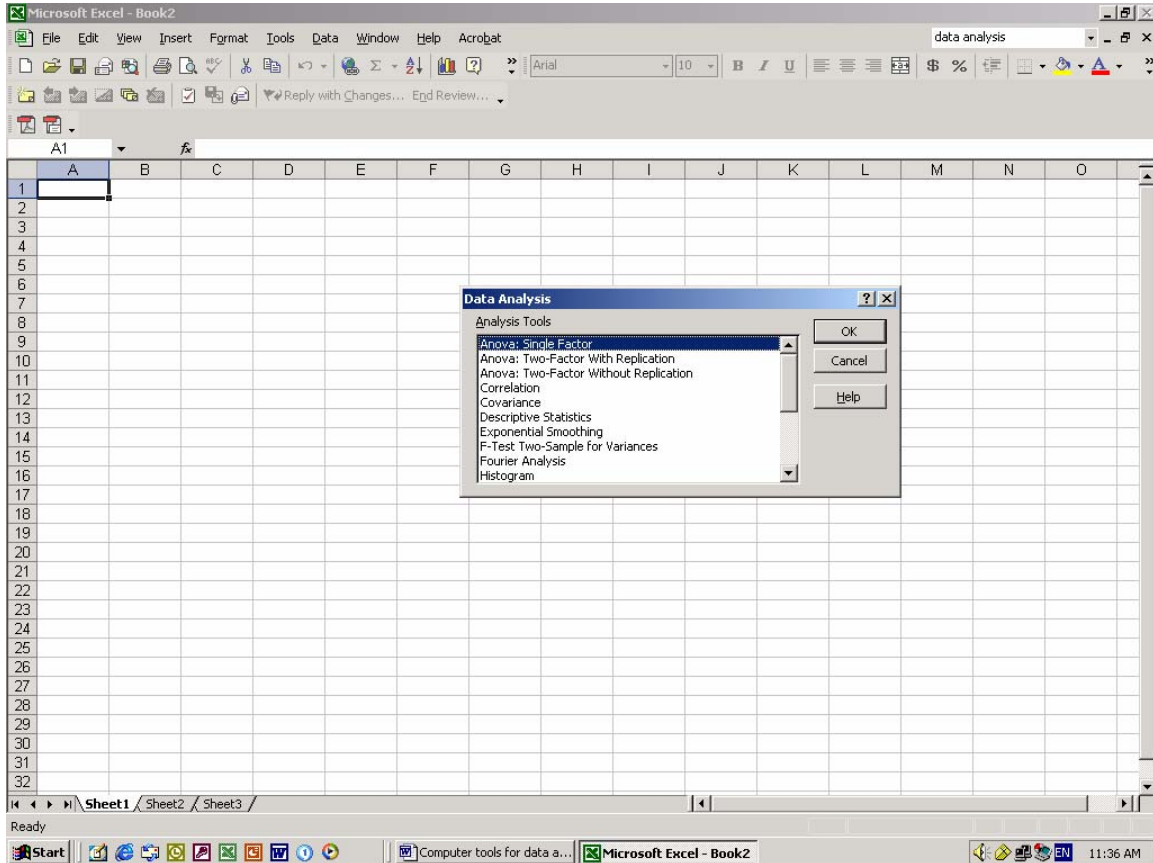 Microsoft Excel - Book2
File Edit View Insert Format Tools Data Window Help Acrobat data analysis
Arial 10 B I U $ %
Reply with Changes... End Review...
A1 fx
A B C D E F G H I J K L M N O
1
2
3
4
5
6
7
8
9
10
11
12
13
14
15
16
17
18
19
20
21
22
23
24
25
26
27
28
29
30
31
32
Data Analysis
Analysis Tools
Anova: Single Factor
Anova: Two-Factor With Replication
Anova: Two-Factor Without Replication
Correlation
Covariance
Descriptive Statistics
Exponential Smoothing
F-Test Two-Sample for Variances
Fourier Analysis
Histogram
OK
Cancel
Help
Sheet1 Sheet2 Sheet3
Ready
Start Computer tools for data a... Microsoft Excel - Book2 EN 11:36 AM